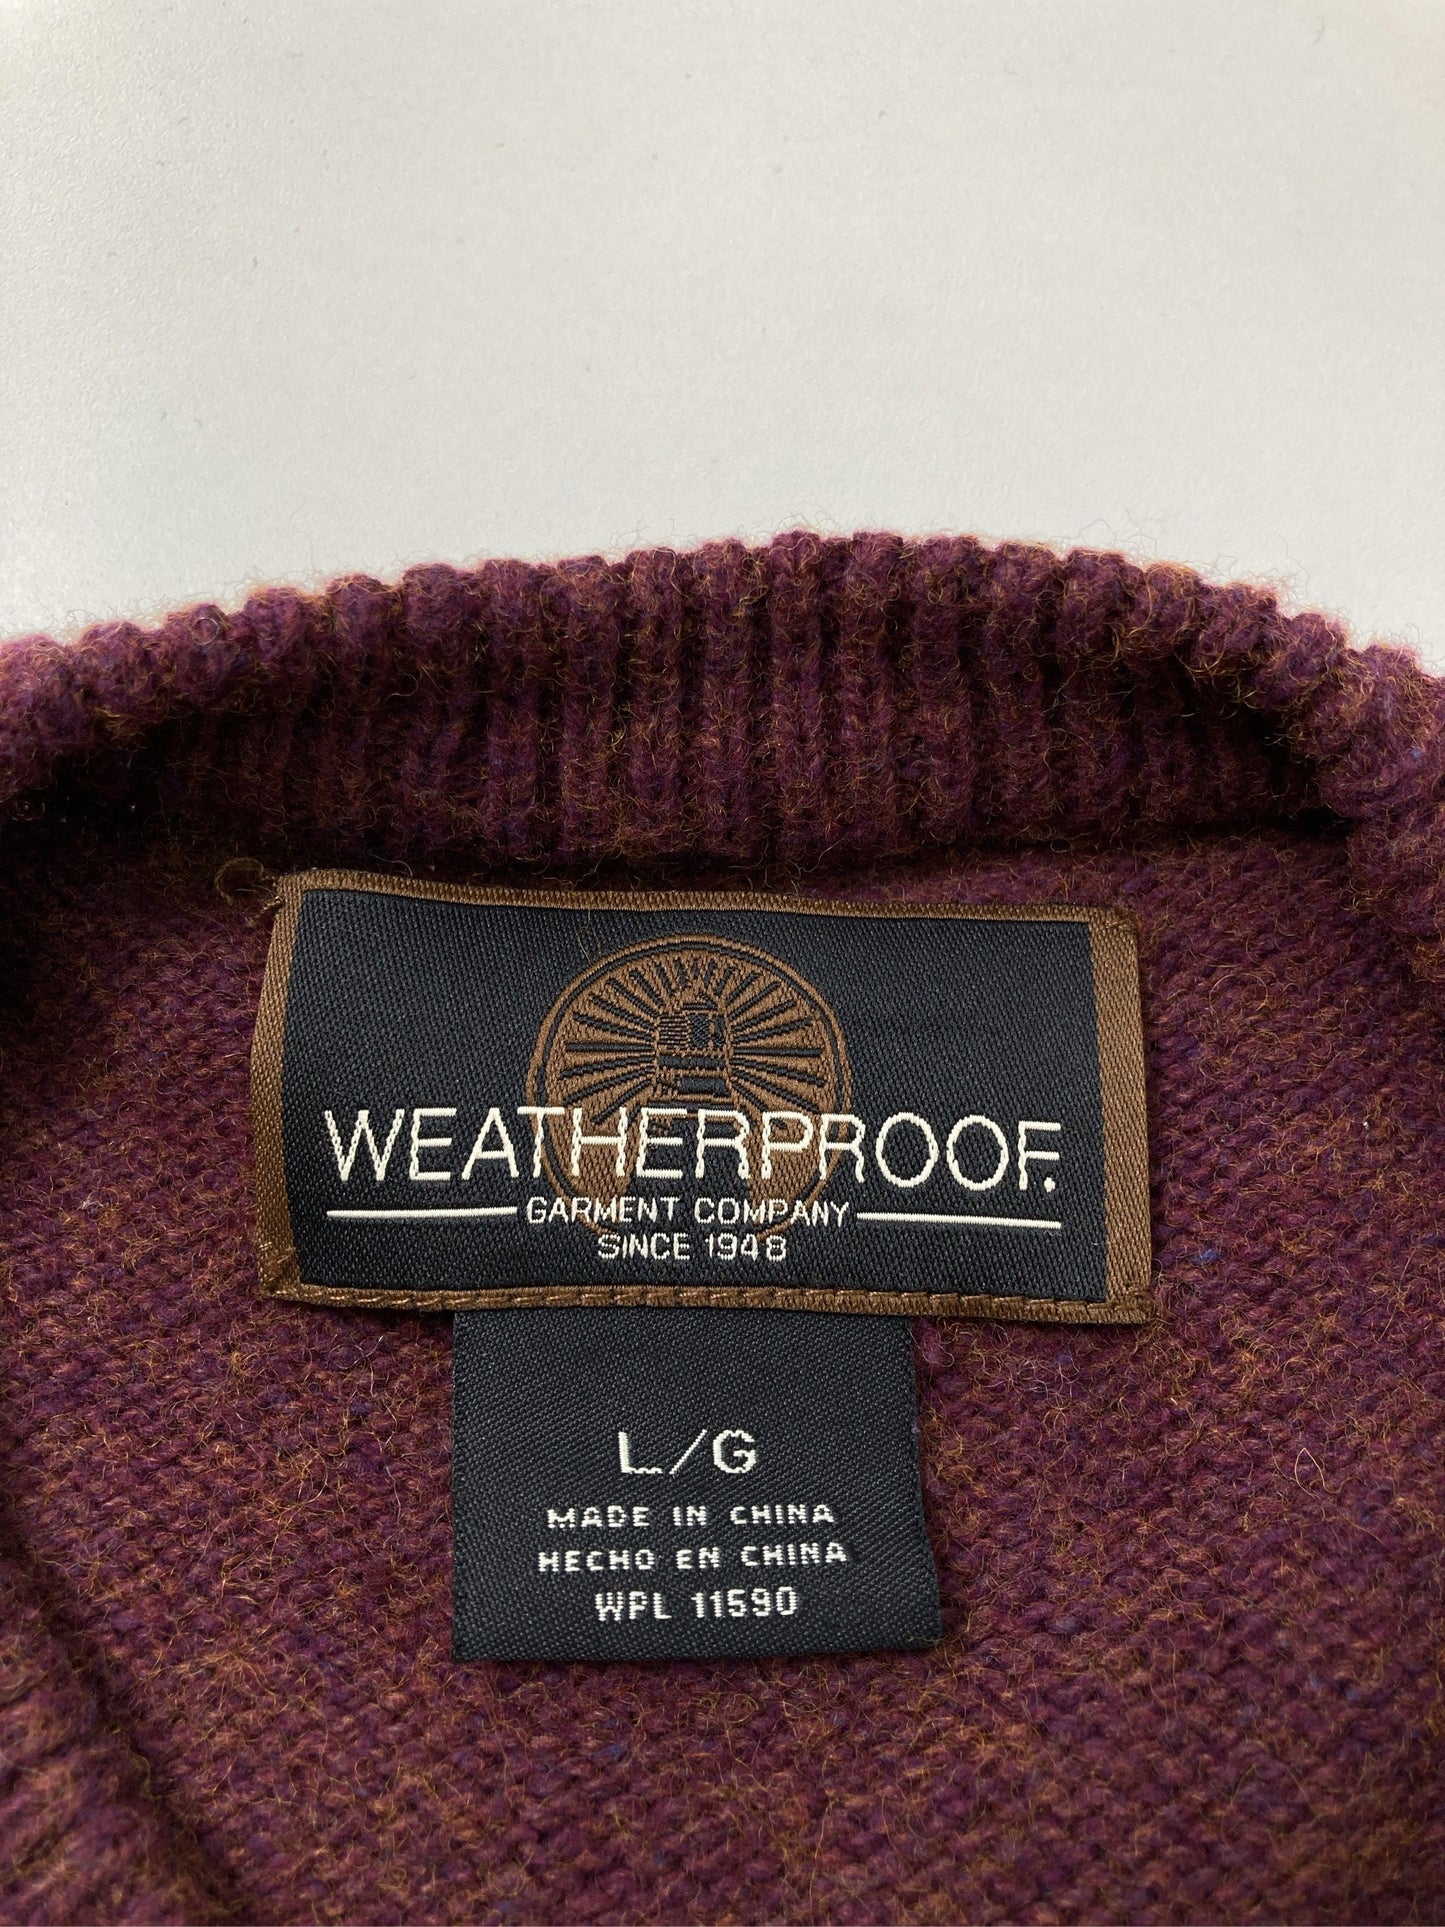 WEATHERPROOF.
GARMENT COMPANY
SINCE 1948
L/G
MADE IN CHINA
HECHO EN CHINA
WPL 11590